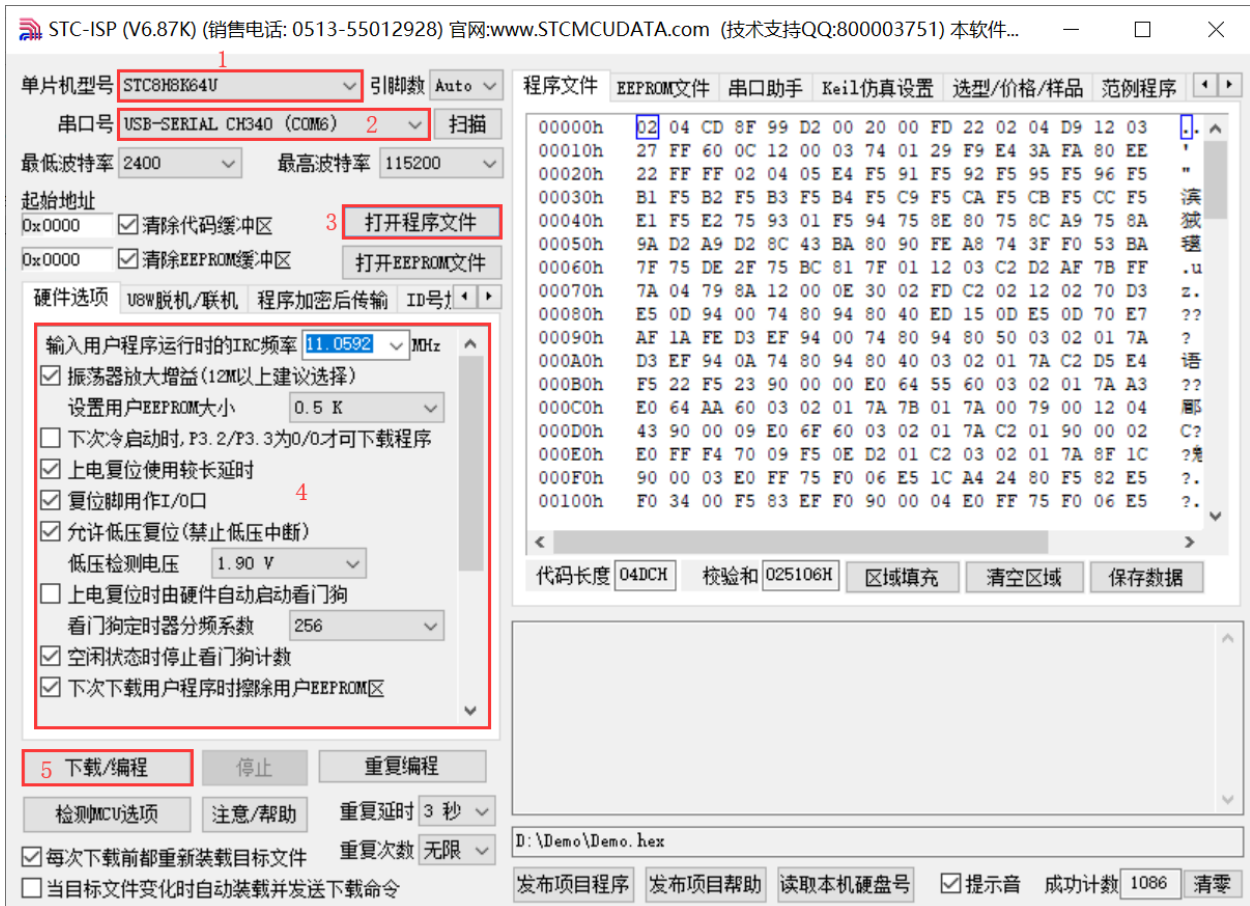 STC-ISP (V6.87K) (销售电话: 0513-55012928) 官网:www.STCMCUDATA.com (技术支持QQ:800003751) 本软件...
1
单片机型号 STC8H8K64U 引脚数 Auto
串口号 USB-SERIAL CH340 (COM6) 2 扫描
最低波特率 2400 最高波特率 115200
起始地址
0x0000 清除代码缓冲区 3 打开程序文件
0x0000 清除EEPROM缓冲区 打开EEPROM文件
硬件选项 U8W脱机/联机 程序加密后传输
输入用户程序运行时的IRC频率 11.0592 MHz
振荡器放大增益(12M以上建议选择)
设置用户EEPROM大小 0.5 K
下次冷启动时,P3.2/P3.3为0/0才可下载程序
上电复位使用较长延时
复位脚用作I/O口
4
允许低压复位(禁止低压中断)
低压检测电压 1.90 V
上电复位时由硬件自动启动看门狗
看门狗定时器分频系数 256
空闲状态时停止看门狗计数
下次下载用户程序时擦除用户EEPROM区
5 下载/编程 停止 重复编程
检测MCU选项 注意/帮助 重复延时 3 秒
每次下载前都重新装载目标文件 重复次数 无限
当目标文件变化时自动装载并发送下载命令
程序文件 EEPROM文件 串口助手 Keil仿真设置 选型/价格/样品 范例程序
00000h 02 04 CD 8F 99 D2 00 20 00 FD 22 02 04 D9 12 03 ..
00010h 27 FF 60 0C 12 00 03 74 01 29 F9 E4 3A FA 80 EE '
00020h 22 FF FF 02 04 05 E4 F5 91 F5 92 F5 95 F5 96 F5 "
00030h B1 F5 B2 F5 B3 F5 B4 F5 C9 F5 CA F5 CB F5 CC F5 滨
00040h E1 F5 E2 75 93 01 F5 94 75 8E 80 75 8C A9 75 8A
00050h 9A D2 A9 D2 8C 43 BA 80 90 FE A8 74 3F F0 53 BA
00060h 7F 75 DE 2F 75 BC 81 7F 01 12 03 C2 D2 AF 7B FF .u
00070h 7A 04 79 8A 12 00 0E 30 02 FD C2 02 12 02 70 D3 z.
00080h E5 0D 94 00 74 80 94 80 40 ED 15 0D E5 0D 70 E7 ??
00090h AF 1A FE D3 EF 94 00 74 80 94 80 50 03 02 01 7A ?
000A0h D3 EF 94 0A 74 80 94 80 40 03 02 01 7A C2 D5 E4 语
000B0h F5 22 F5 23 90 00 00 E0 64 55 60 03 02 01 7A A3 ??
000C0h E0 64 AA 60 03 02 01 7A 7B 01 7A 00 79 00 12 04
000D0h 43 90 00 09 E0 6F 60 03 02 01 7A C2 01 90 00 02 C?
000E0h E0 FF F4 70 09 F5 0E D2 01 C2 03 02 01 7A 8F 1C
000F0h 90 00 03 E0 FF 75 F0 06 E5 1C A4 24 80 F5 82 E5 ?.
00100h F0 34 00 F5 83 EF F0 90 00 04 E0 FF 75 F0 06 E5 ?.
代码长度 04DCH 校验和 025106H 区域填充 清空区域 保存数据
D:\Demo\Demo.hex
发布项目程序 发布项目帮助 读取本机硬盘号 提示音 成功计数 1086 清零